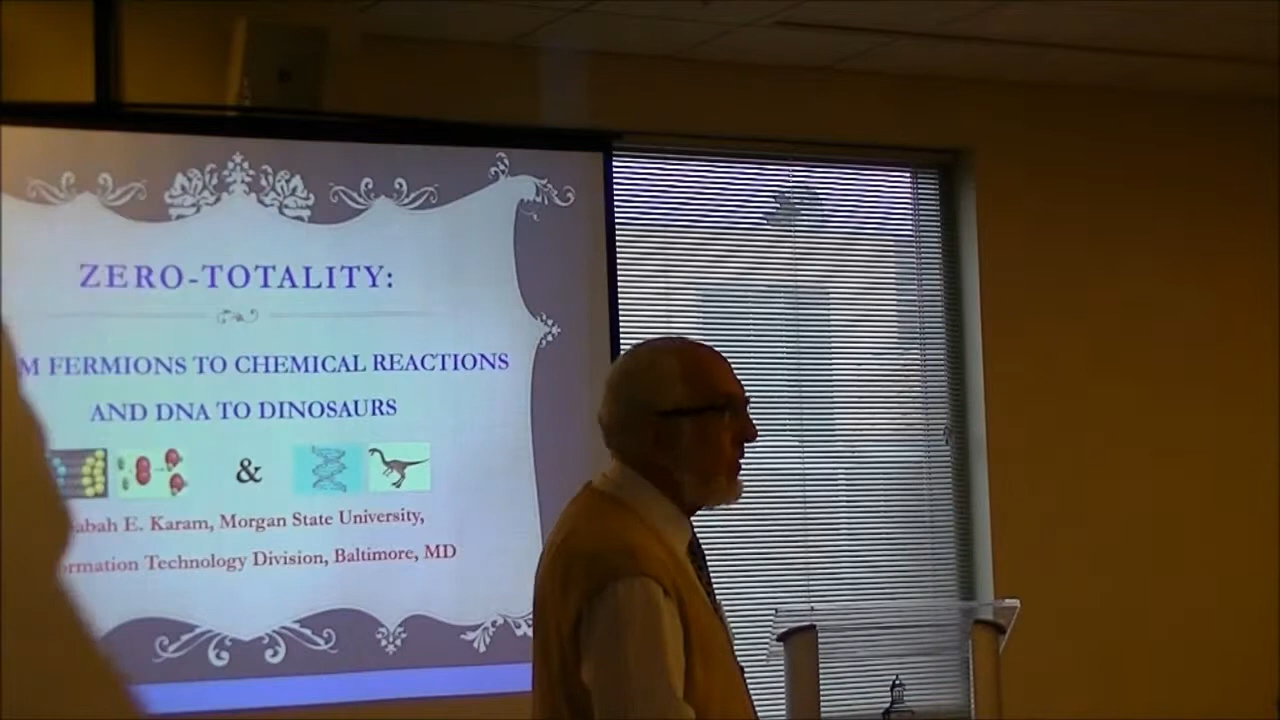 ZERO-TOTALITY:
M FERMIONS TO CHEMICAL REACTIONS
AND DNA TO DINOSAURS
&
abah E. Karam, Morgan State University,
ormation Technology Division, Baltimore, MD